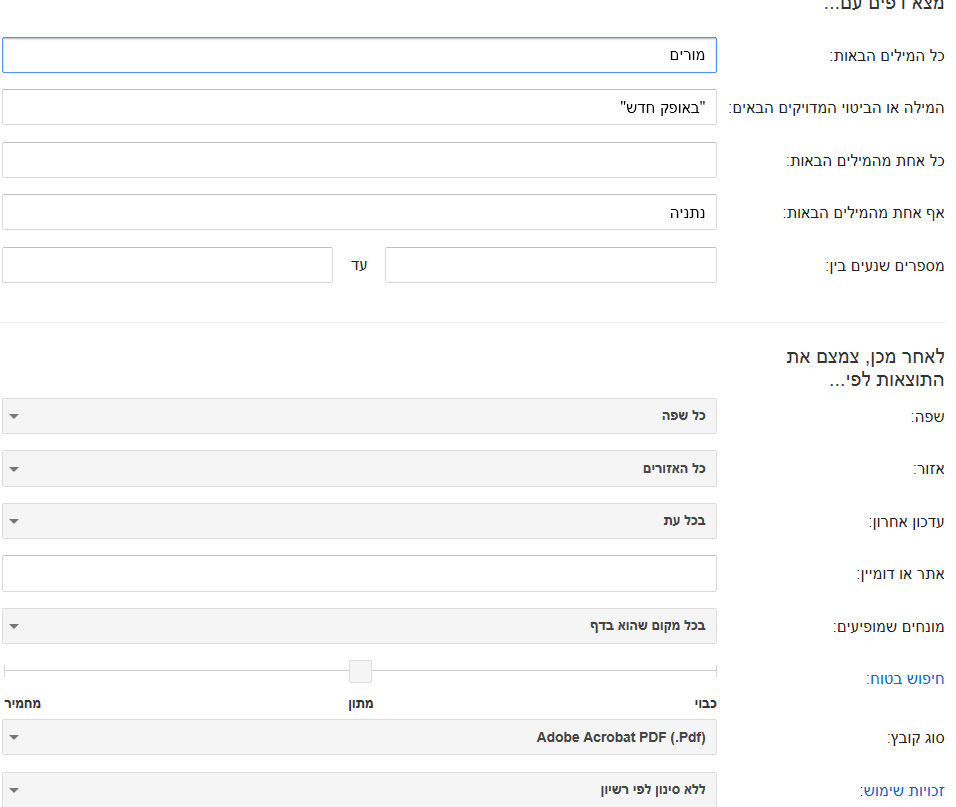 מצא דפים עם...
כל המילים הבאות: מורים
המילה או הביטוי המדויקים הבאים: "באופק חדש"
כל אחת מהמילים הבאות:
אף אחת מהמילים הבאות: נתניה
מספרים שנעים בין: עד
לאחר מכן, צמצם את
התוצאות לפי...
שפה: כל שפה
אזור: כל האזורים
עדכון אחרון: בכל עת
אתר או דומיין:
מונחים שמופיעים: בכל מקום שהוא בדף
חיפוש בטוח:
כבוי מתון מחמיר
סוג קובץ: Adobe Acrobat PDF (.Pdf)
זכויות שימוש: ללא סינון לפי רשיון